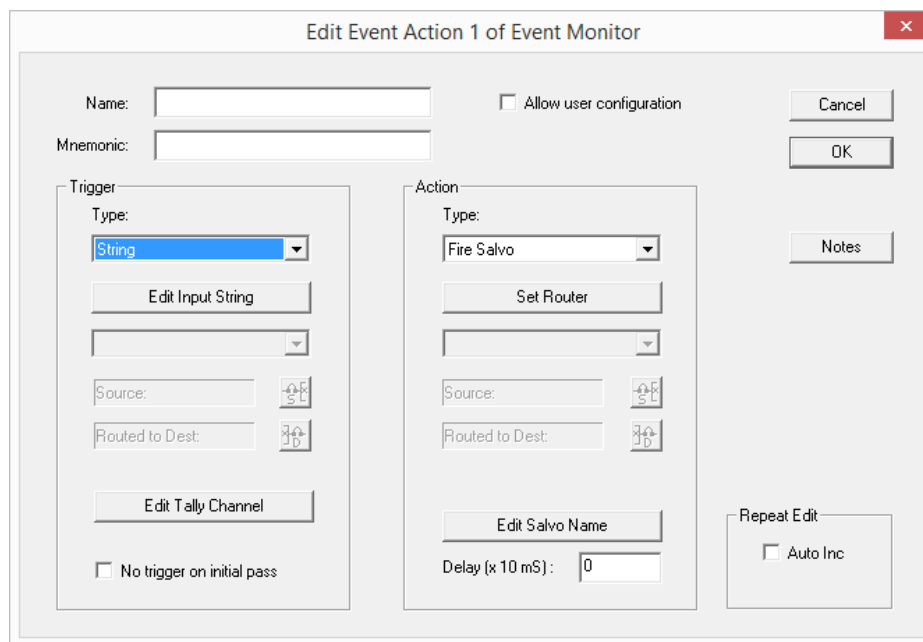 Edit Event Action 1 of Event Monitor
Name:
Allow user configuration
Cancel
Mnemonic:
OK
Trigger
Action
Type:
Type:
String
Fire Salvo
Notes
Edit Input String
Set Router
Source:
Source:
Routed to Dest:
Routed to Dest:
Edit Tally Channel
Edit Salvo Name
Repeat Edit
No trigger on initial pass
Delay (x 10 mS) :
0
Auto Inc